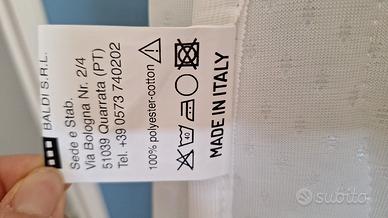 BALDI S.R.L.
Sede e Stab.
Via Bologna Nr. 2/4
51039 Quarrata (PT)
Tel. +39 0573 740202
100% polyester-cotton
40
MADE IN ITALY
subito